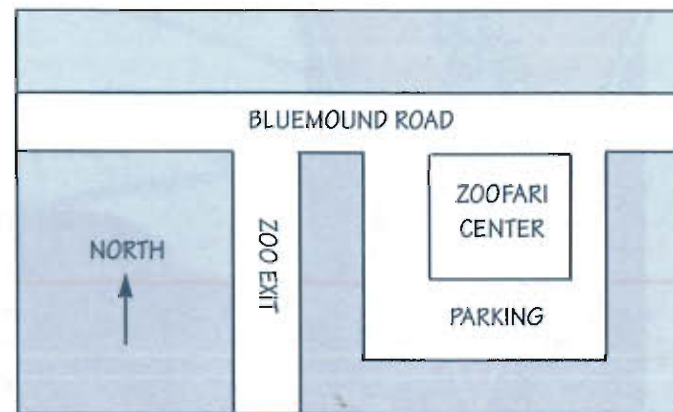 BLUEMOUND ROAD
ZOOFARI
CENTER
NORTH
ZOO EXIT
PARKING